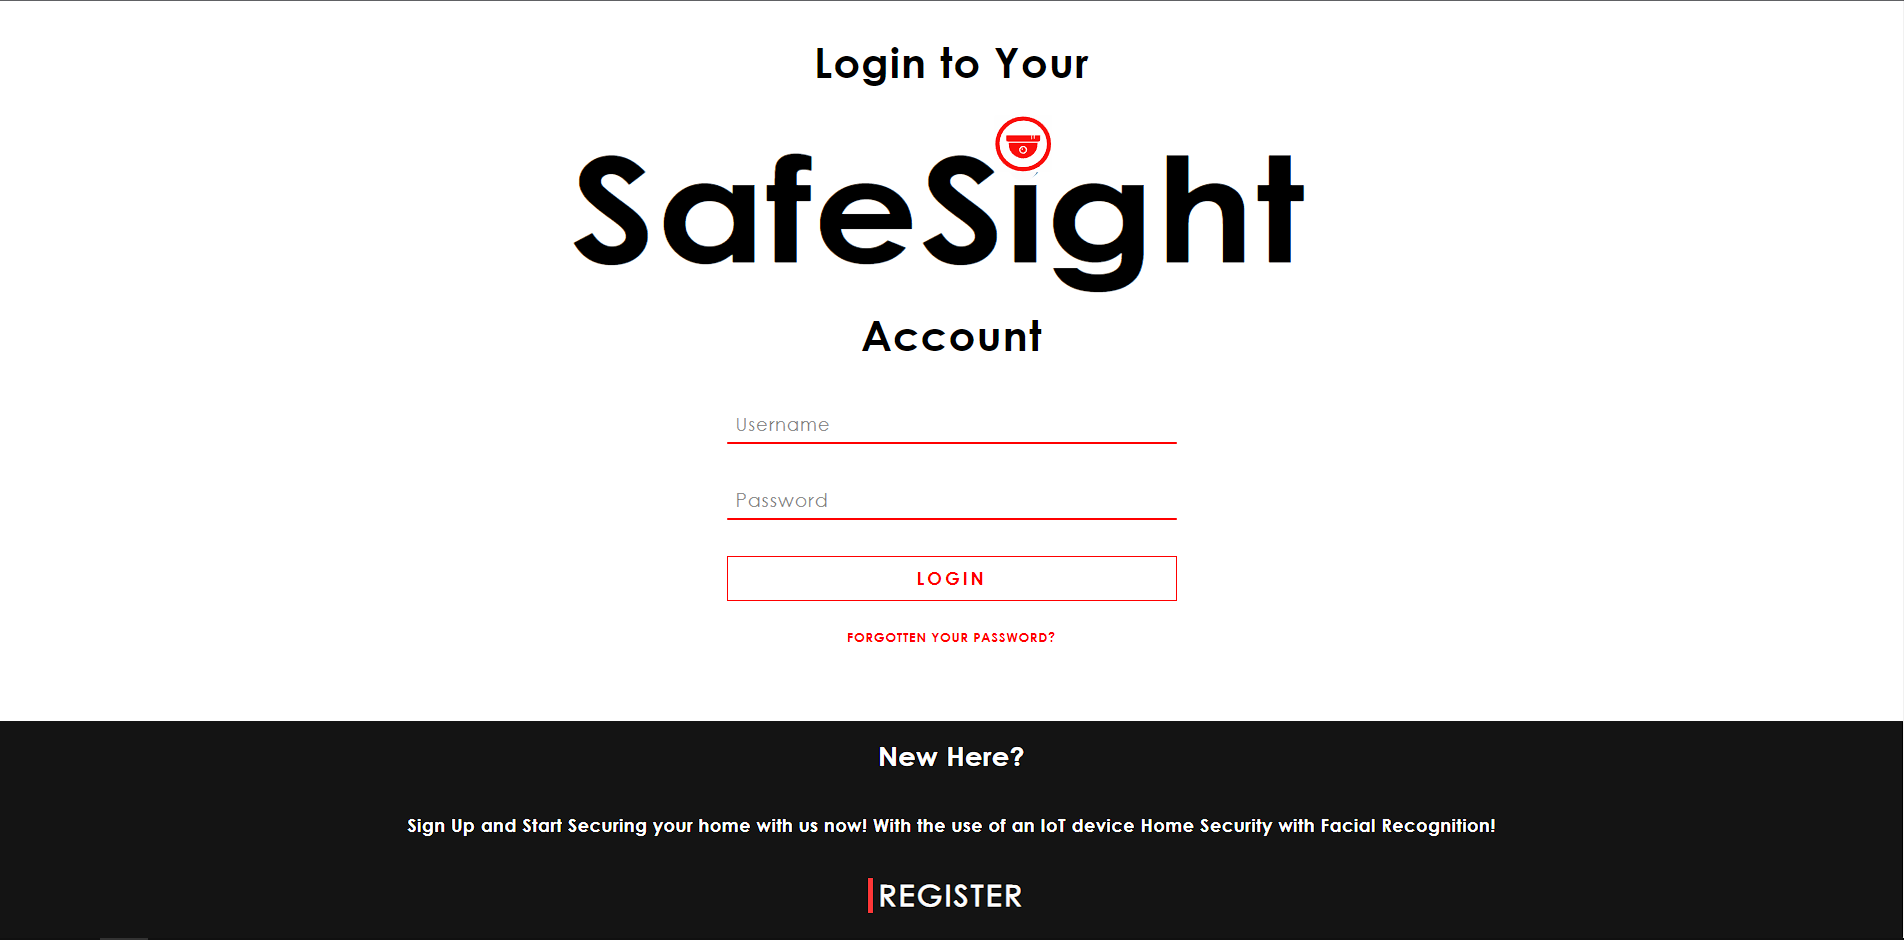 Login to Your
SafeSight
Account
Username
Password
LOGIN
FORGOTTEN YOUR PASSWORD?
New Here?
Sign Up and Start Securing your home with us now! With the use of an IoT device Home Security with Facial Recognition!
REGISTER